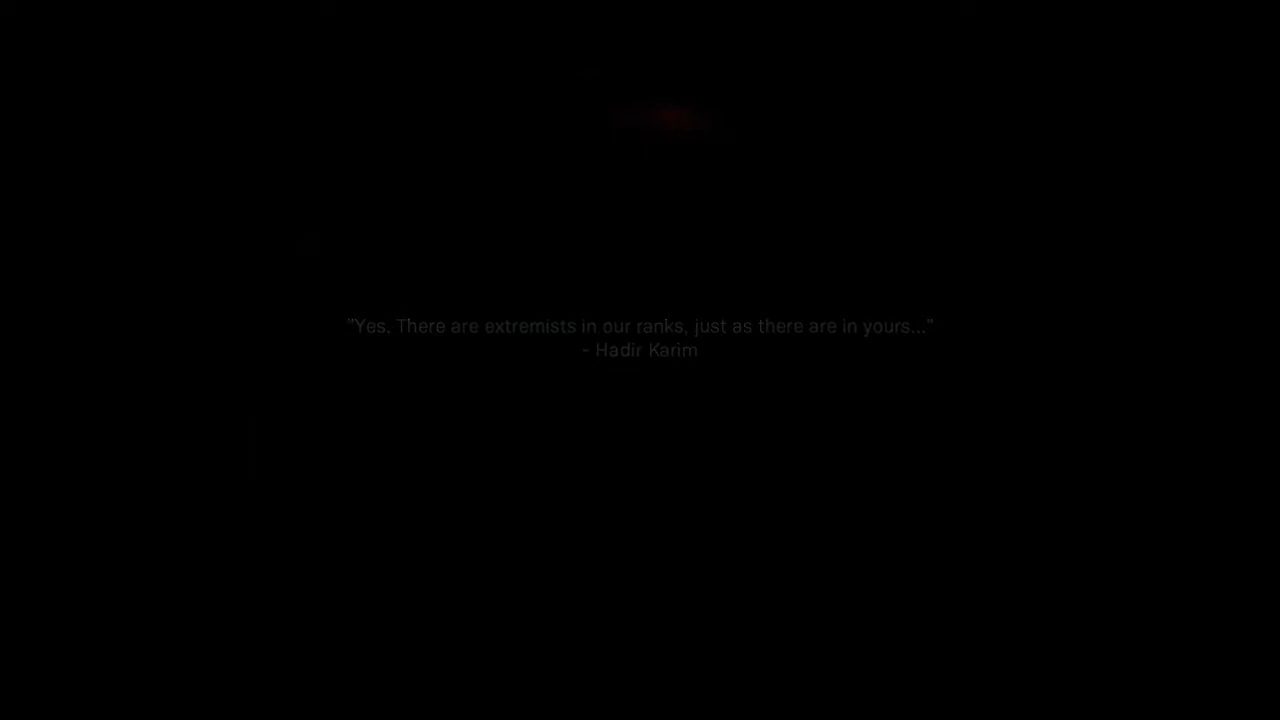 "Yes. There are extremists in our ranks, just as there are in yours..."
- Hadir Karim